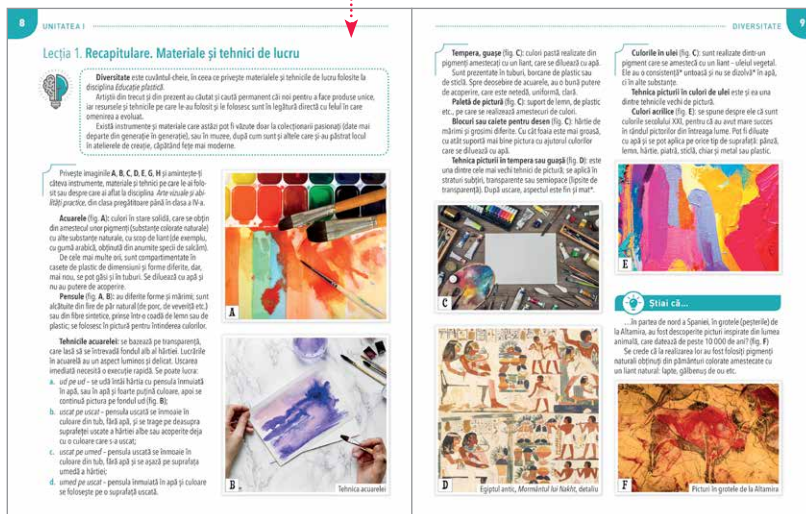 8
UNITATEA I
Lecția 1. Recapitulare. Materiale și tehnici de lucru
Diversitate este cuvântul-cheie, în ceea ce privește materialele și tehnicile de lucru folosite la
disciplina Educație plastică.
Artiștii din trecut și din prezent au căutat și caută permanent căi noi pentru a face produse unice,
iar resursele și tehnicile pe care le-au folosit și le folosesc sunt în legătură directă cu felul în care
omenirea a evoluat.
Există instrumente și materiale care astăzi pot fi văzute doar la colecționari pasionați (date mai
departe din generație în generație), sau în muzee, după cum sunt și altele care și-au păstrat locul
în atelierele de creație, căpătând fețe mai moderne.
Privește imaginile A, B, C, D, E, G, H și amintește-ți
câteva instrumente, materiale și tehnici pe care le-ai folo-
sit sau despre care ai aflat la disciplina Arte vizuale și abi-
lități practice, din clasa pregătitoare până în clasa a IV-a.
Acuarele (fig. A): culori în stare solidă, care se obțin
din amestecul unor pigmenți (substanțe colorate naturale)
cu alte substanțe naturale, cu scop de liant (de exemplu,
cu gumă arabică, obținută din anumite specii de salcâm).
De cele mai multe ori, sunt compartimentate în
casete de plastic de dimensiuni și forme diferite, dar,
mai nou, se pot găsi și în tuburi. Se diluează cu apă și
nu au putere de acoperire.
Pensule (fig. A, B): au diferite forme și mărimi; sunt
alcătuite din fire de păr natural (de porc, de veveriță etc.)
sau din fibre sintetice, prinse într-o coadă de lemn sau de
plastic; se folosesc în pictură pentru întinderea culorilor.
Tehnicile acuarelei: se bazează pe transparență,
care lasă să se întrevadă fondul alb al hârtiei. Lucrările
în acuarelă au un aspect luminos și delicat. Uscarea
imediată necesită o execuție rapidă. Se poate lucra:
a. ud pe ud – se udă întâi hârtia cu pensula înmuiată
în apă, sau în apă și foarte puțină culoare, apoi se
continuă pictura pe fondul ud (fig. B);
b. uscat pe uscat – pensula uscată se înmoaie în
culoare din tub, fără apă, și se trage pe deasupra
suprafeței uscate a hârtiei albe sau acoperite deja
cu o culoare care s-a uscat;
c. uscat pe umed – pensula uscată se înmoaie în
culoare din tub, fără apă și se așază pe suprafața
umedă a hârtiei;
d. umed pe uscat – pensula înmuiată în apă și culoare
se folosește pe o suprafață uscată.
A
B
Tehnica acuarelei
DIVERSITATE
9
Tempera, guașe (fig. C): culori pastă realizate din
pigmenți amestecați cu un liant, care se diluează cu apă.
Sunt prezentate în tuburi, borcane de plastic sau
de sticlă. Spre deosebire de acuarele, au o bună putere
de acoperire, care este netedă, uniformă, clară.
Paletă de pictură (fig. C): suport de lemn, de plastic
etc., pe care se realizează amestecuri de culori.
Blocuri sau caiete pentru desen (fig. C): hârtie de
mărimi și grosimi diferite. Cu cât foaia este mai groasă,
cu atât suportă mai bine pictura cu ajutorul culorilor
care se diluează cu apă.
Tehnica picturii în tempera sau guașă (fig. D): este
una dintre cele mai vechi tehnici de pictură; se aplică în
straturi subțiri, transparente sau semiopace (lipsite de
transparență). După uscare, aspectul este fin și mat*.
C
D
Egiptul antic, Mormântul lui Nakht, detaliu
Culorile în ulei (fig. C): sunt realizate dintr-un
pigment care se amestecă cu un liant – uleiul vegetal.
Ele au o consistență* untoasă și nu se dizolvă* în apă,
ci în alte substanțe.
Tehnica picturii în culori de ulei este și ea una
dintre tehnicile vechi de pictură.
Culori acrilice (fig. E): se spune despre ele că sunt
culorile secolului XXI, pentru că au avut mare succes
în rândul pictorilor din întreaga lume. Pot fi diluate
cu apă și se pot aplica pe orice tip de suprafață: pânză,
lemn, hârtie, piatră, sticlă, chiar și metal sau plastic.
E
Știai că...
...în partea de nord a Spaniei, în grotele (peșterile) de
la Altamira, au fost descoperite picturi inspirate din lumea
animală, care datează de peste 10 000 de ani? (fig. F)
Se crede că la realizarea lor au fost folosiți pigmenți
naturali obținuți din pământuri colorate amestecate cu
un liant natural: lapte, gălbenuș de ou etc.
F
Picturi în grotele de la Altamira